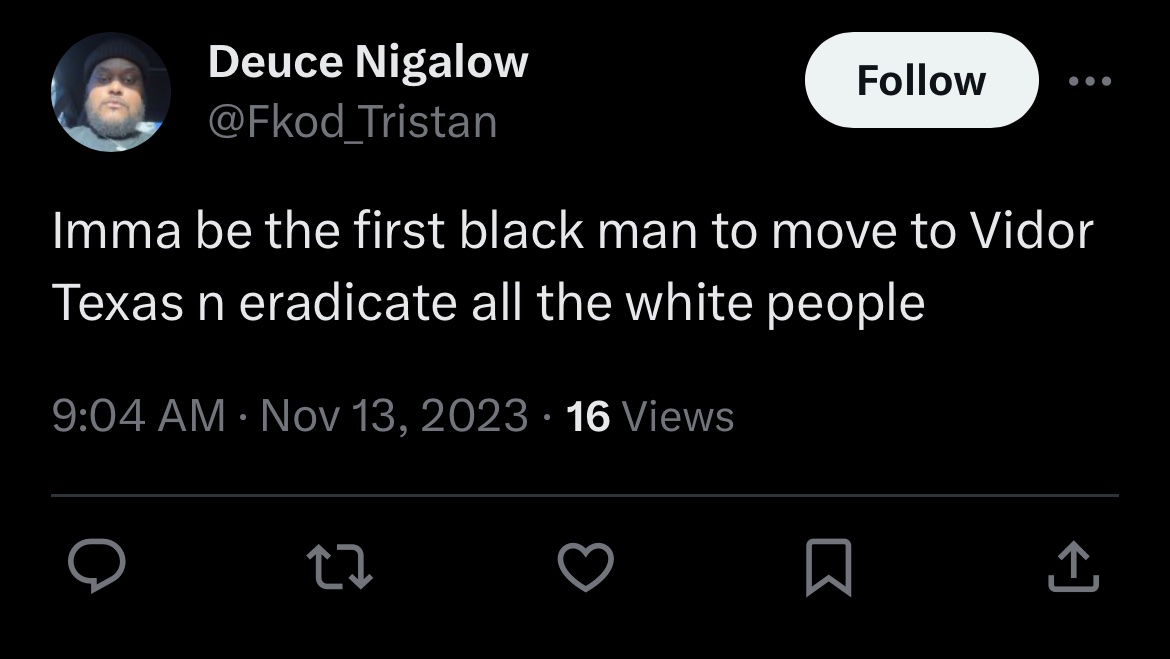 Deuce Nigalow
Follow
@Fkod_Tristan
Imma be the first black man to move to Vidor
Texas n eradicate all the white people
9:04 AM · Nov 13, 2023 · 16 Views